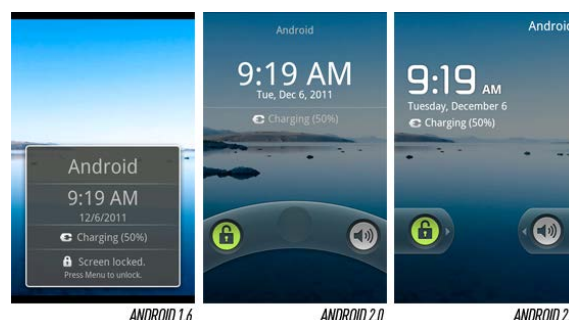 Android
9:19 AM
12/6/2011
Charging (50%)
Screen locked.
Press Menu to unlock.
ANDROID 1.6
Android
9:19 AM
Tue, Dec 6, 2011
Charging (50%)
ANDROID 2.0
Android
9:19 AM
Tuesday, December 6
Charging (50%)
ANDROID 2